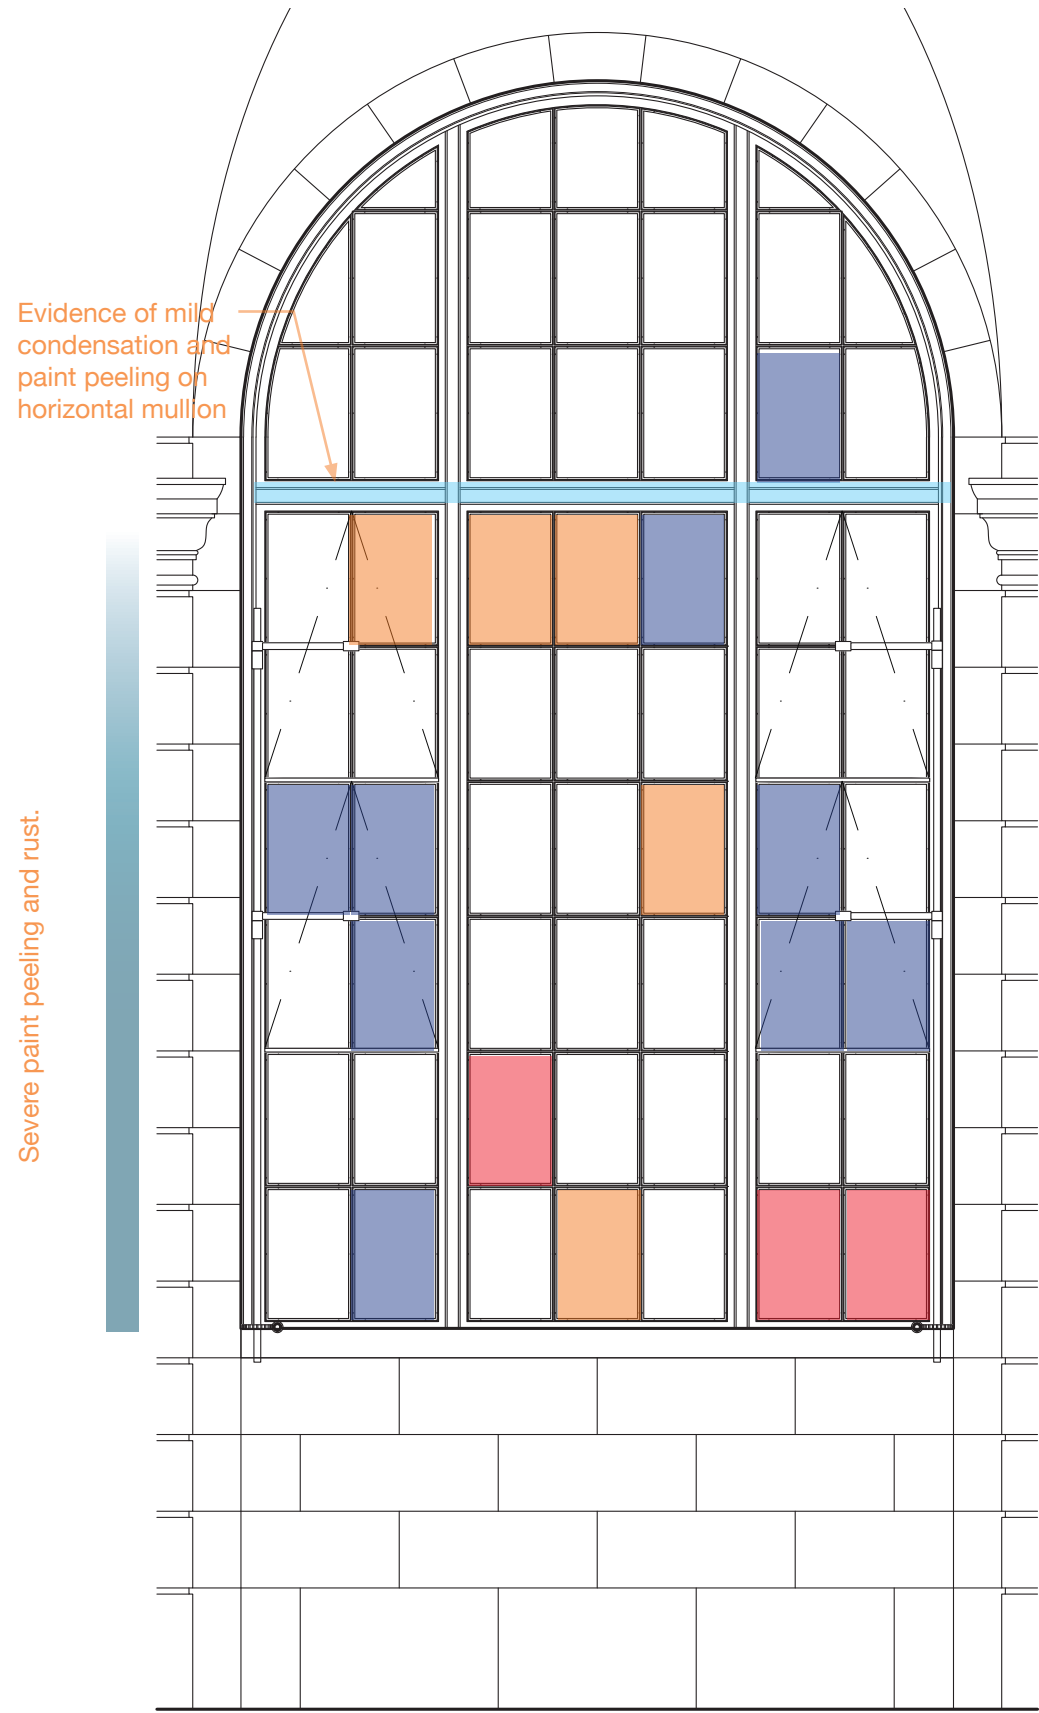 Evidence of mild
condensation and
paint peeling on
horizontal mullion
Severe paint peeling and rust.